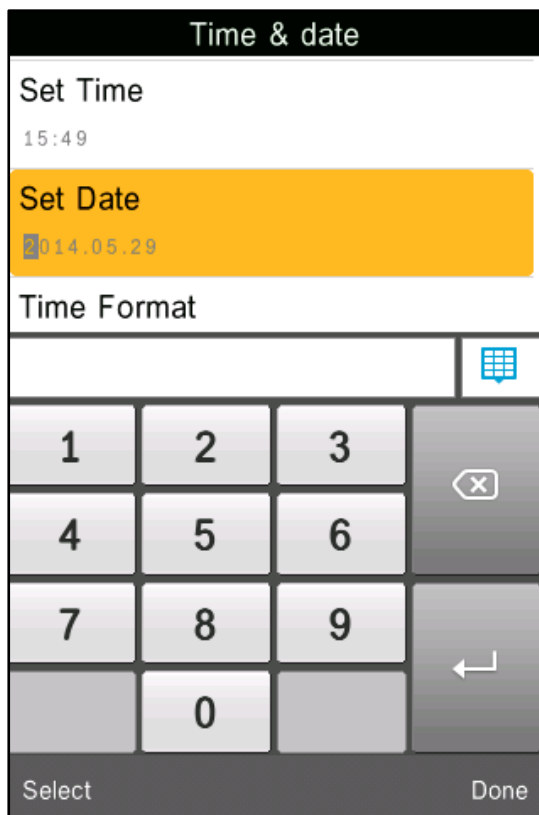 Time & date
Set Time
15:49
Set Date
2014.05.29
Time Format
1 2 3
4 5 6
7 8 9
0
Select Done